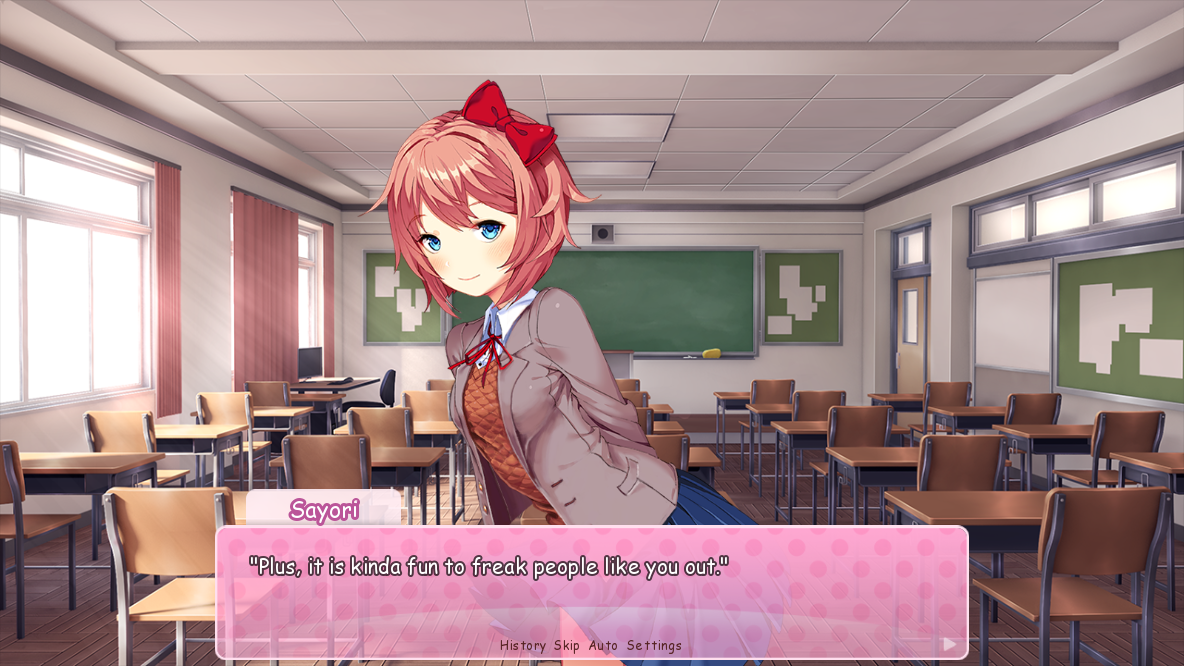 Sayori
"Plus, it is kinda fun to freak people like you out."
History Skip Auto Settings